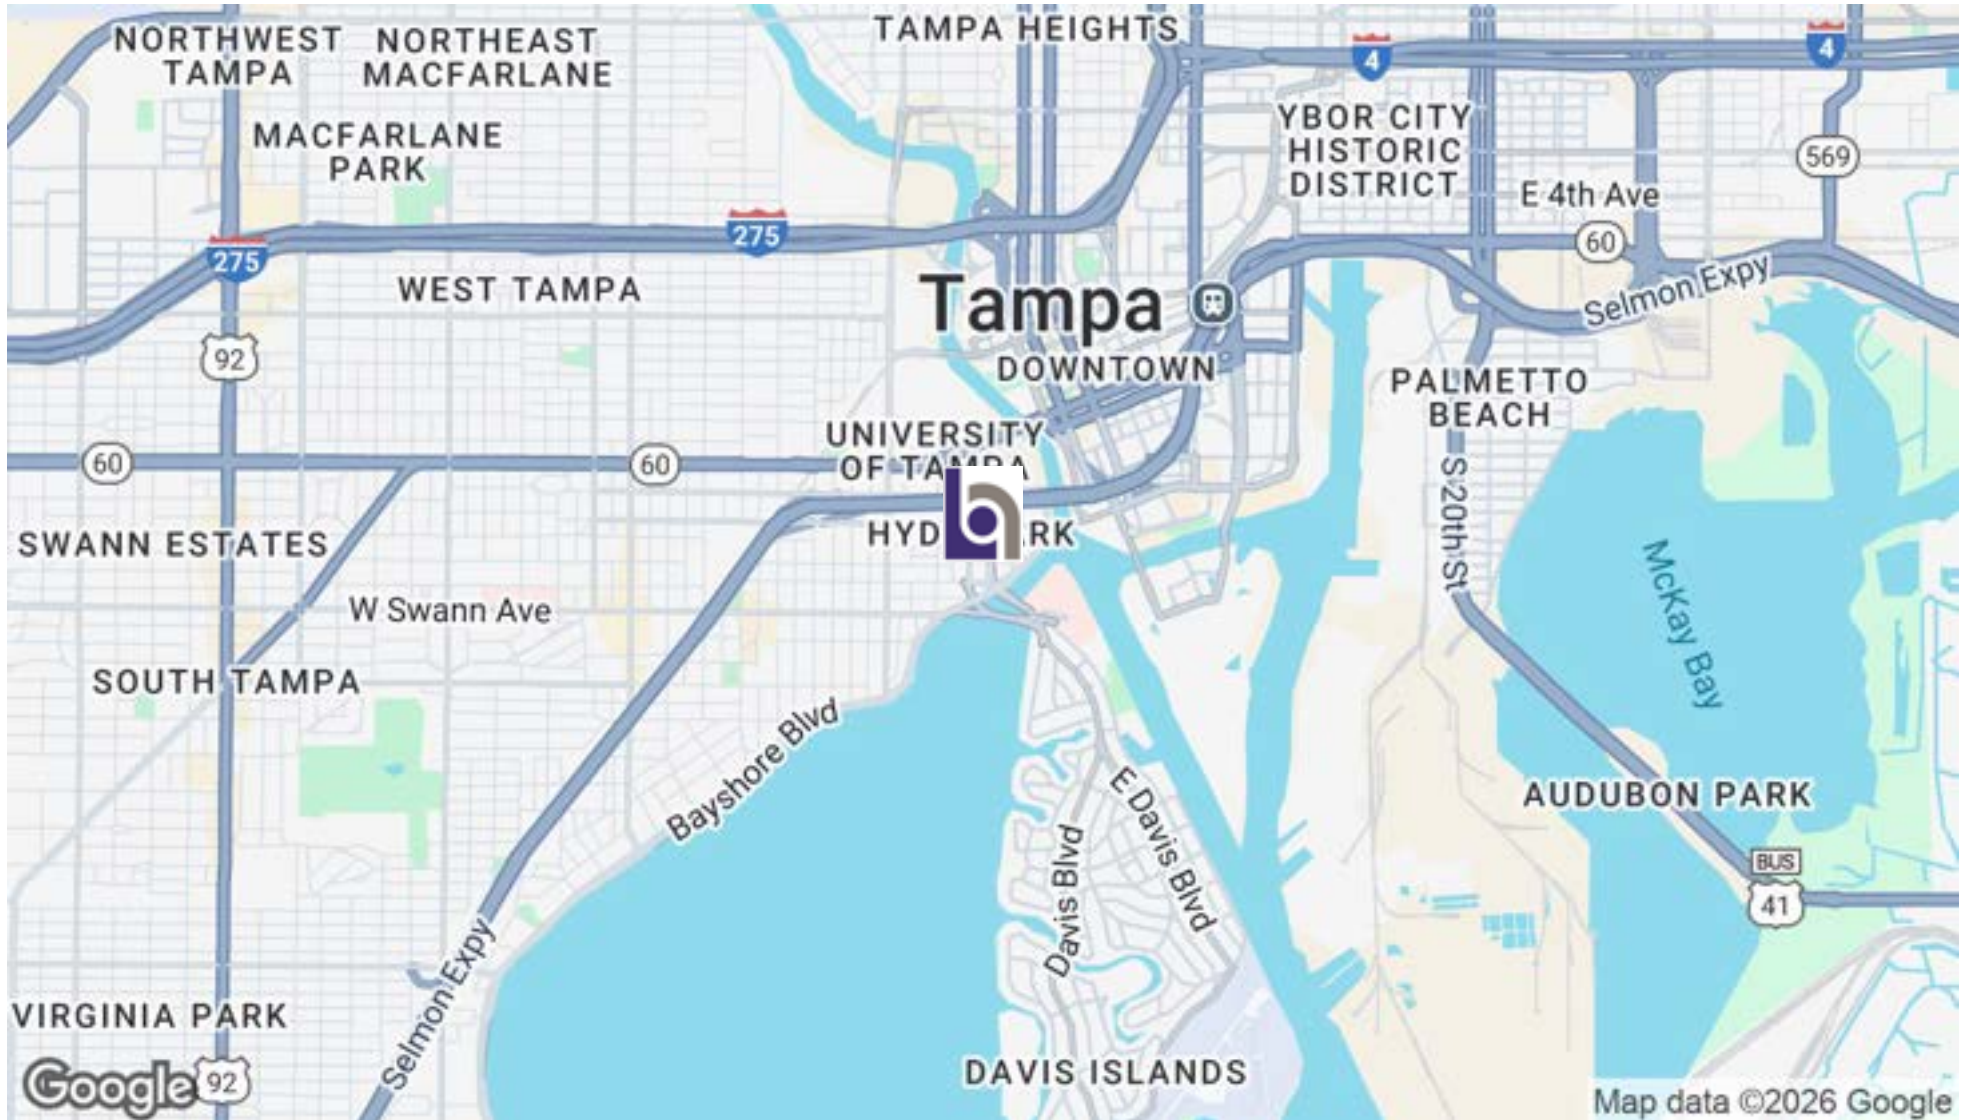 NORTHWEST
TAMPA
NORTHEAST
MACFARLANE
TAMPA HEIGHTS
4
4
MACFARLANE
PARK
YBOR CITY
HISTORIC
DISTRICT
569
E 4th Ave
275
275
60
WEST TAMPA
Tampa
Selmon Expy
92
DOWNTOWN
PALMETTO
BEACH
UNIVERSITY
OF TAMPA
60
60
S 20th St
SWANN ESTATES
HYD RK
McKay Bay
W Swann Ave
SOUTH TAMPA
Bayshore Blvd
E Davis Blvd
AUDUBON PARK
Davis Blvd
BUS
41
Selmon Expy
VIRGINIA PARK
DAVIS ISLANDS
Google
92
Map data ©2026 Google